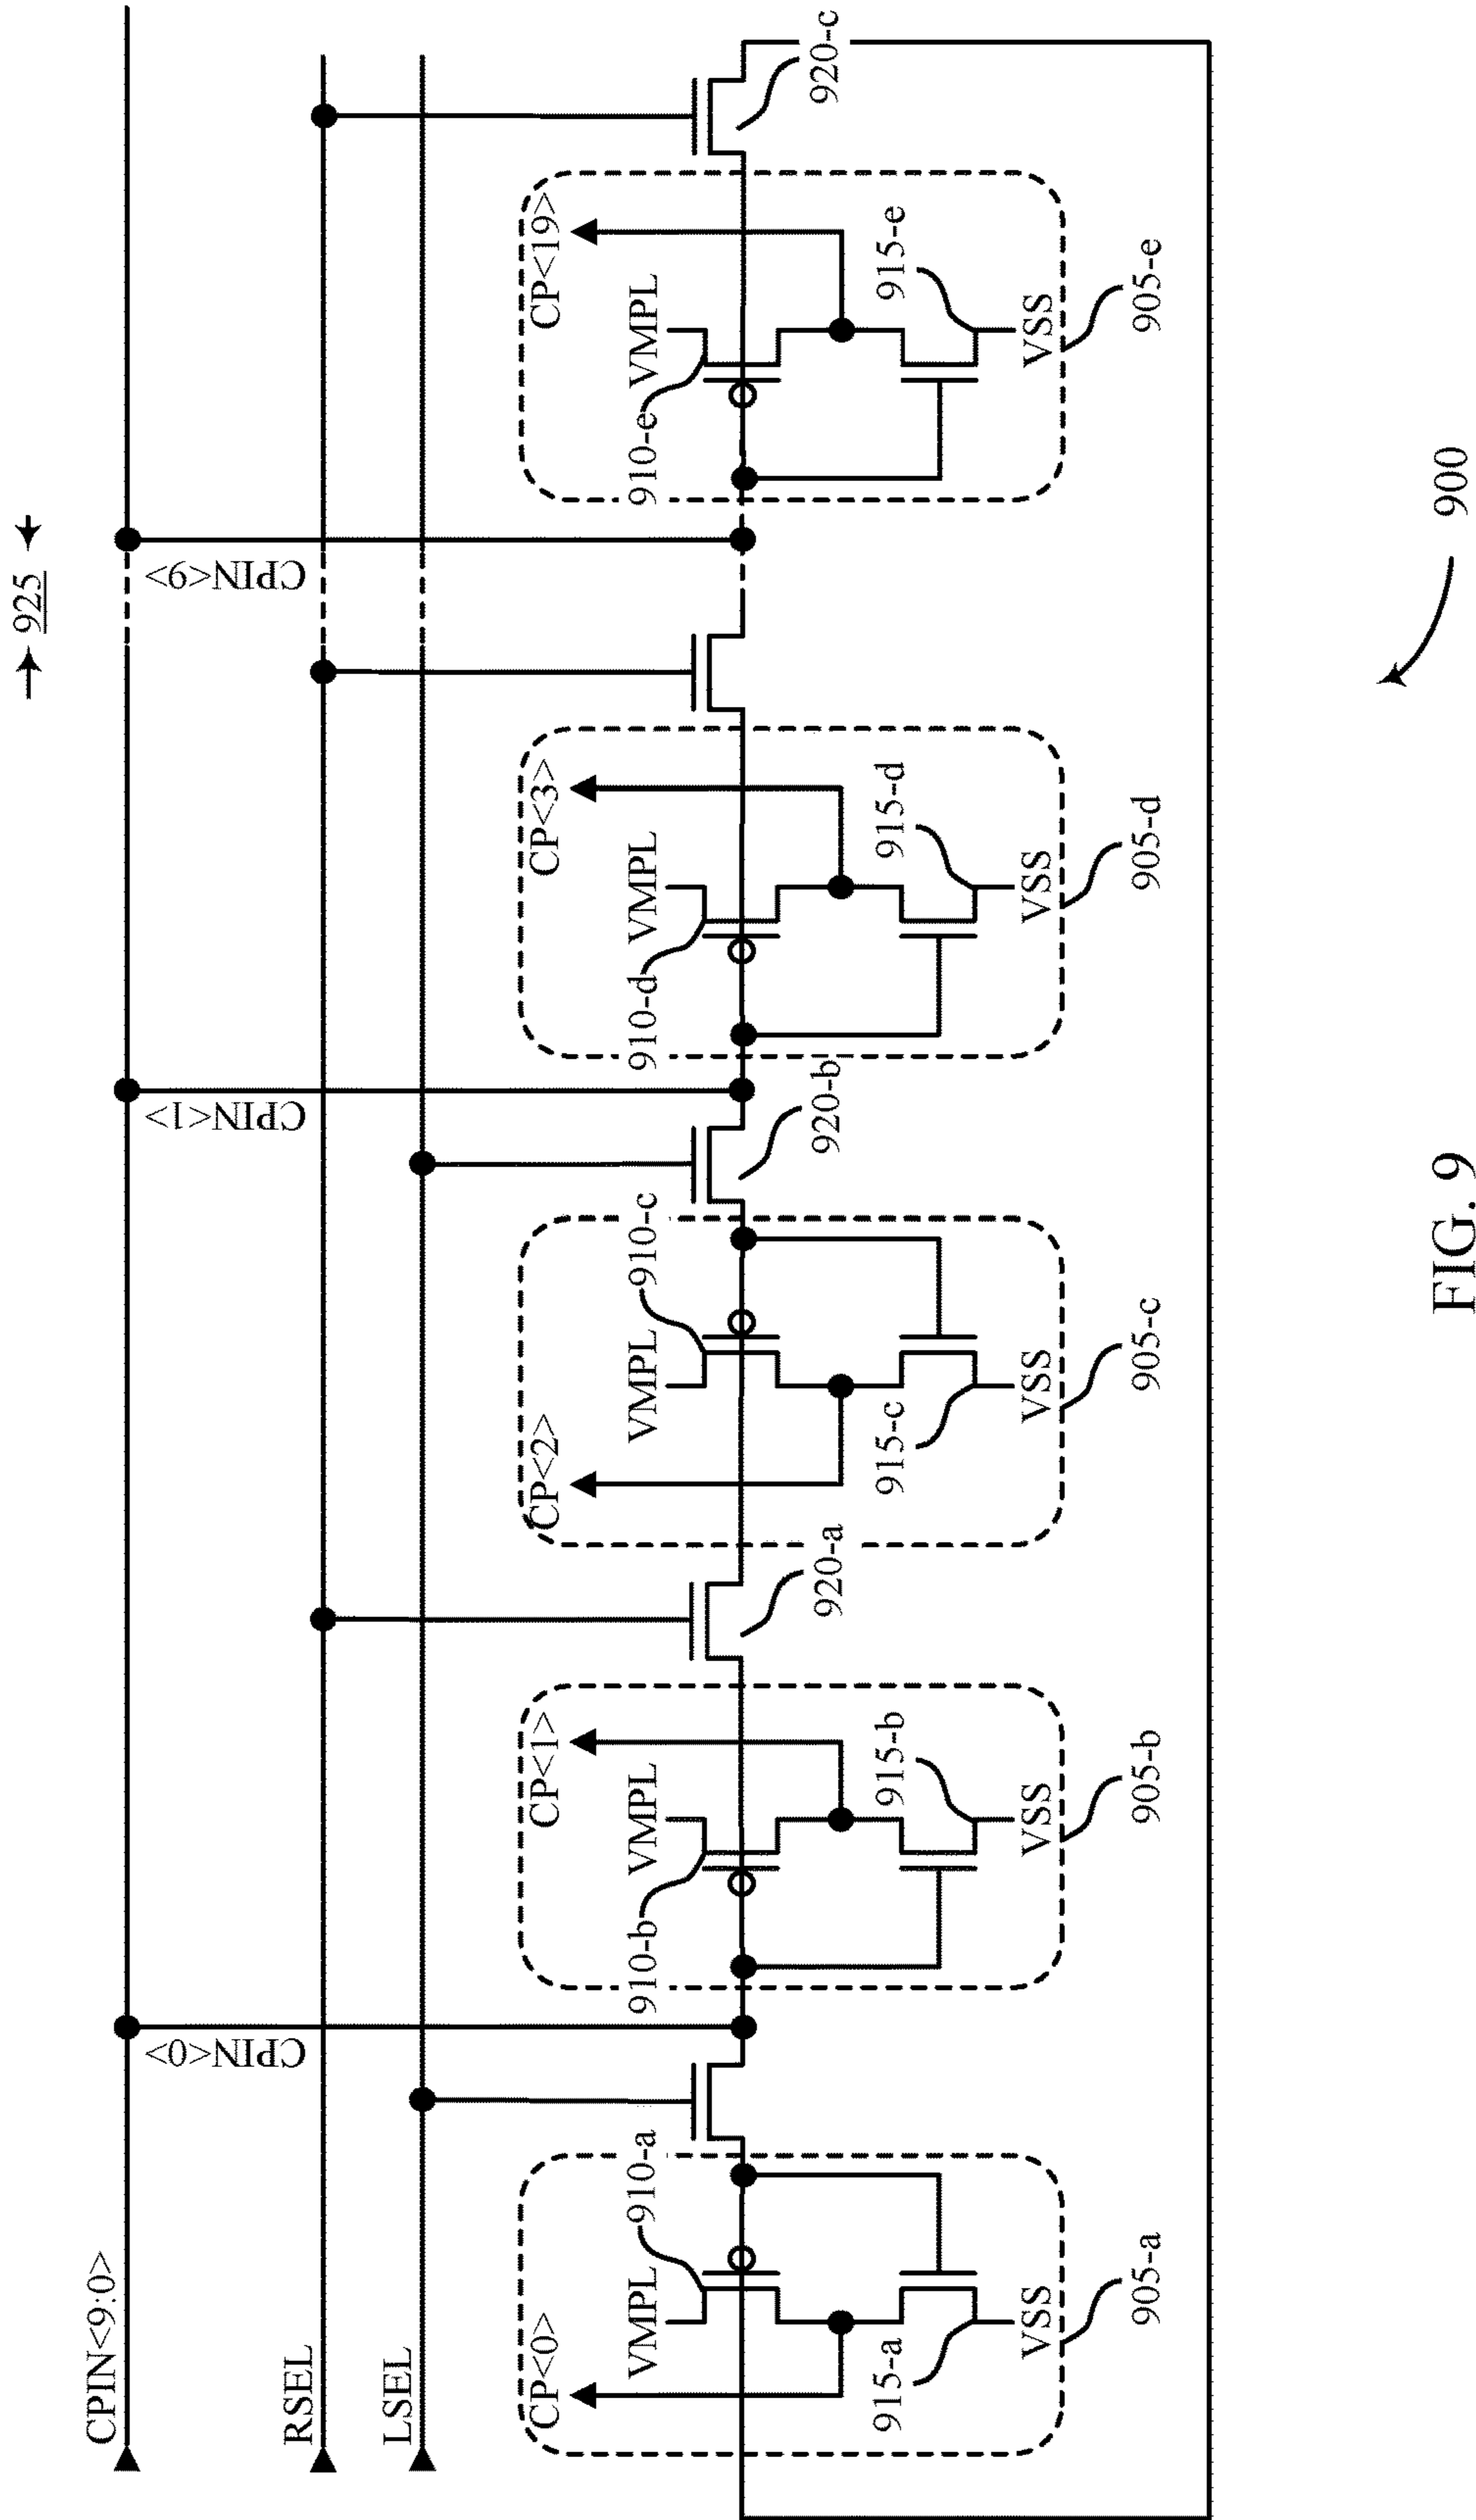 925
CPIN<9:0>
RSEL
LSEL
CPIN<0>
CPIN<1>
CPIN<9>
CP<0>
VMPL
910-a
915-a
VSS
905-a
CP<1>
VMPL
910-b
915-b
VSS
905-b
920-a
CP<2>
VMPL
910-c
915-c
VSS
905-c
920-b
CP<3>
VMPL
910-d
915-d
VSS
905-d
CP<19>
VMPL
910-e
915-e
VSS
905-e
920-c
900
FIG. 9